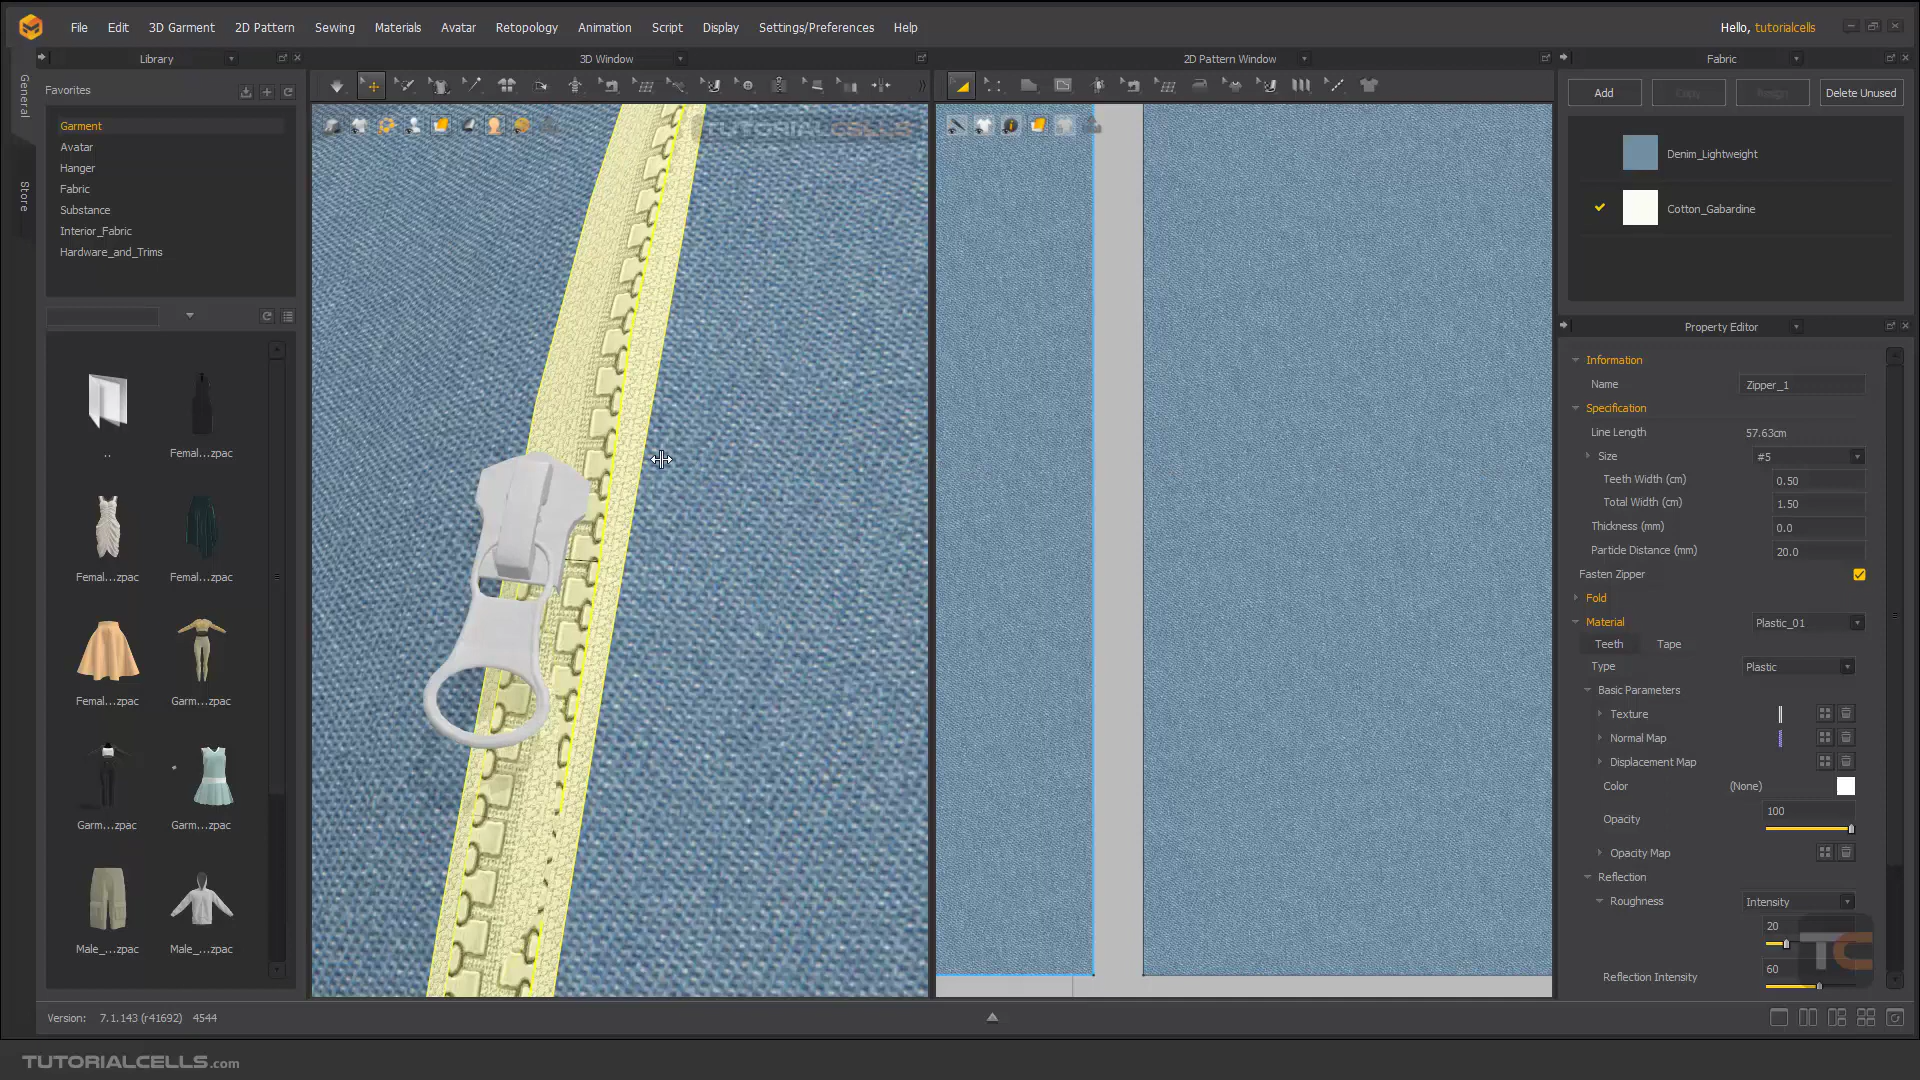 File Edit 3D Garment 2D Pattern Sewing Materials Avatar Retopology Animation Script Display Settings/Preferences Help
Hello, tutorialcells
Library
3D Window
2D Pattern Window
Fabric
General
Store
Favorites
Garment
Avatar
Hanger
Fabric
Substance
Interior_Fabric
Hardware_and_Trims
..
Femal...zpac
Femal...zpac
Femal...zpac
Femal...zpac
Garm...zpac
Garm...zpac
Garm...zpac
Male_...zpac
Male_...zpac
TUTORIALCELLS
Add Copy Assign Delete Unused
Denim_Lightweight
Cotton_Gabardine
Property Editor
Information
Name Zipper_1
Specification
Line Length 57.63cm
Size #5
Teeth Width (cm) 0.50
Total Width (cm) 1.50
Thickness (mm) 0.0
Particle Distance (mm) 20.0
Fasten Zipper
Fold
Material Plastic_01
Teeth Tape
Type Plastic
Basic Parameters
Texture
Normal Map
Displacement Map
Color (None)
Opacity 100
Opacity Map
Reflection
Roughness Intensity
20
Reflection Intensity 60
TC
Version: 7.1.143 (r41692) 4544
TUTORIALCELLS.com